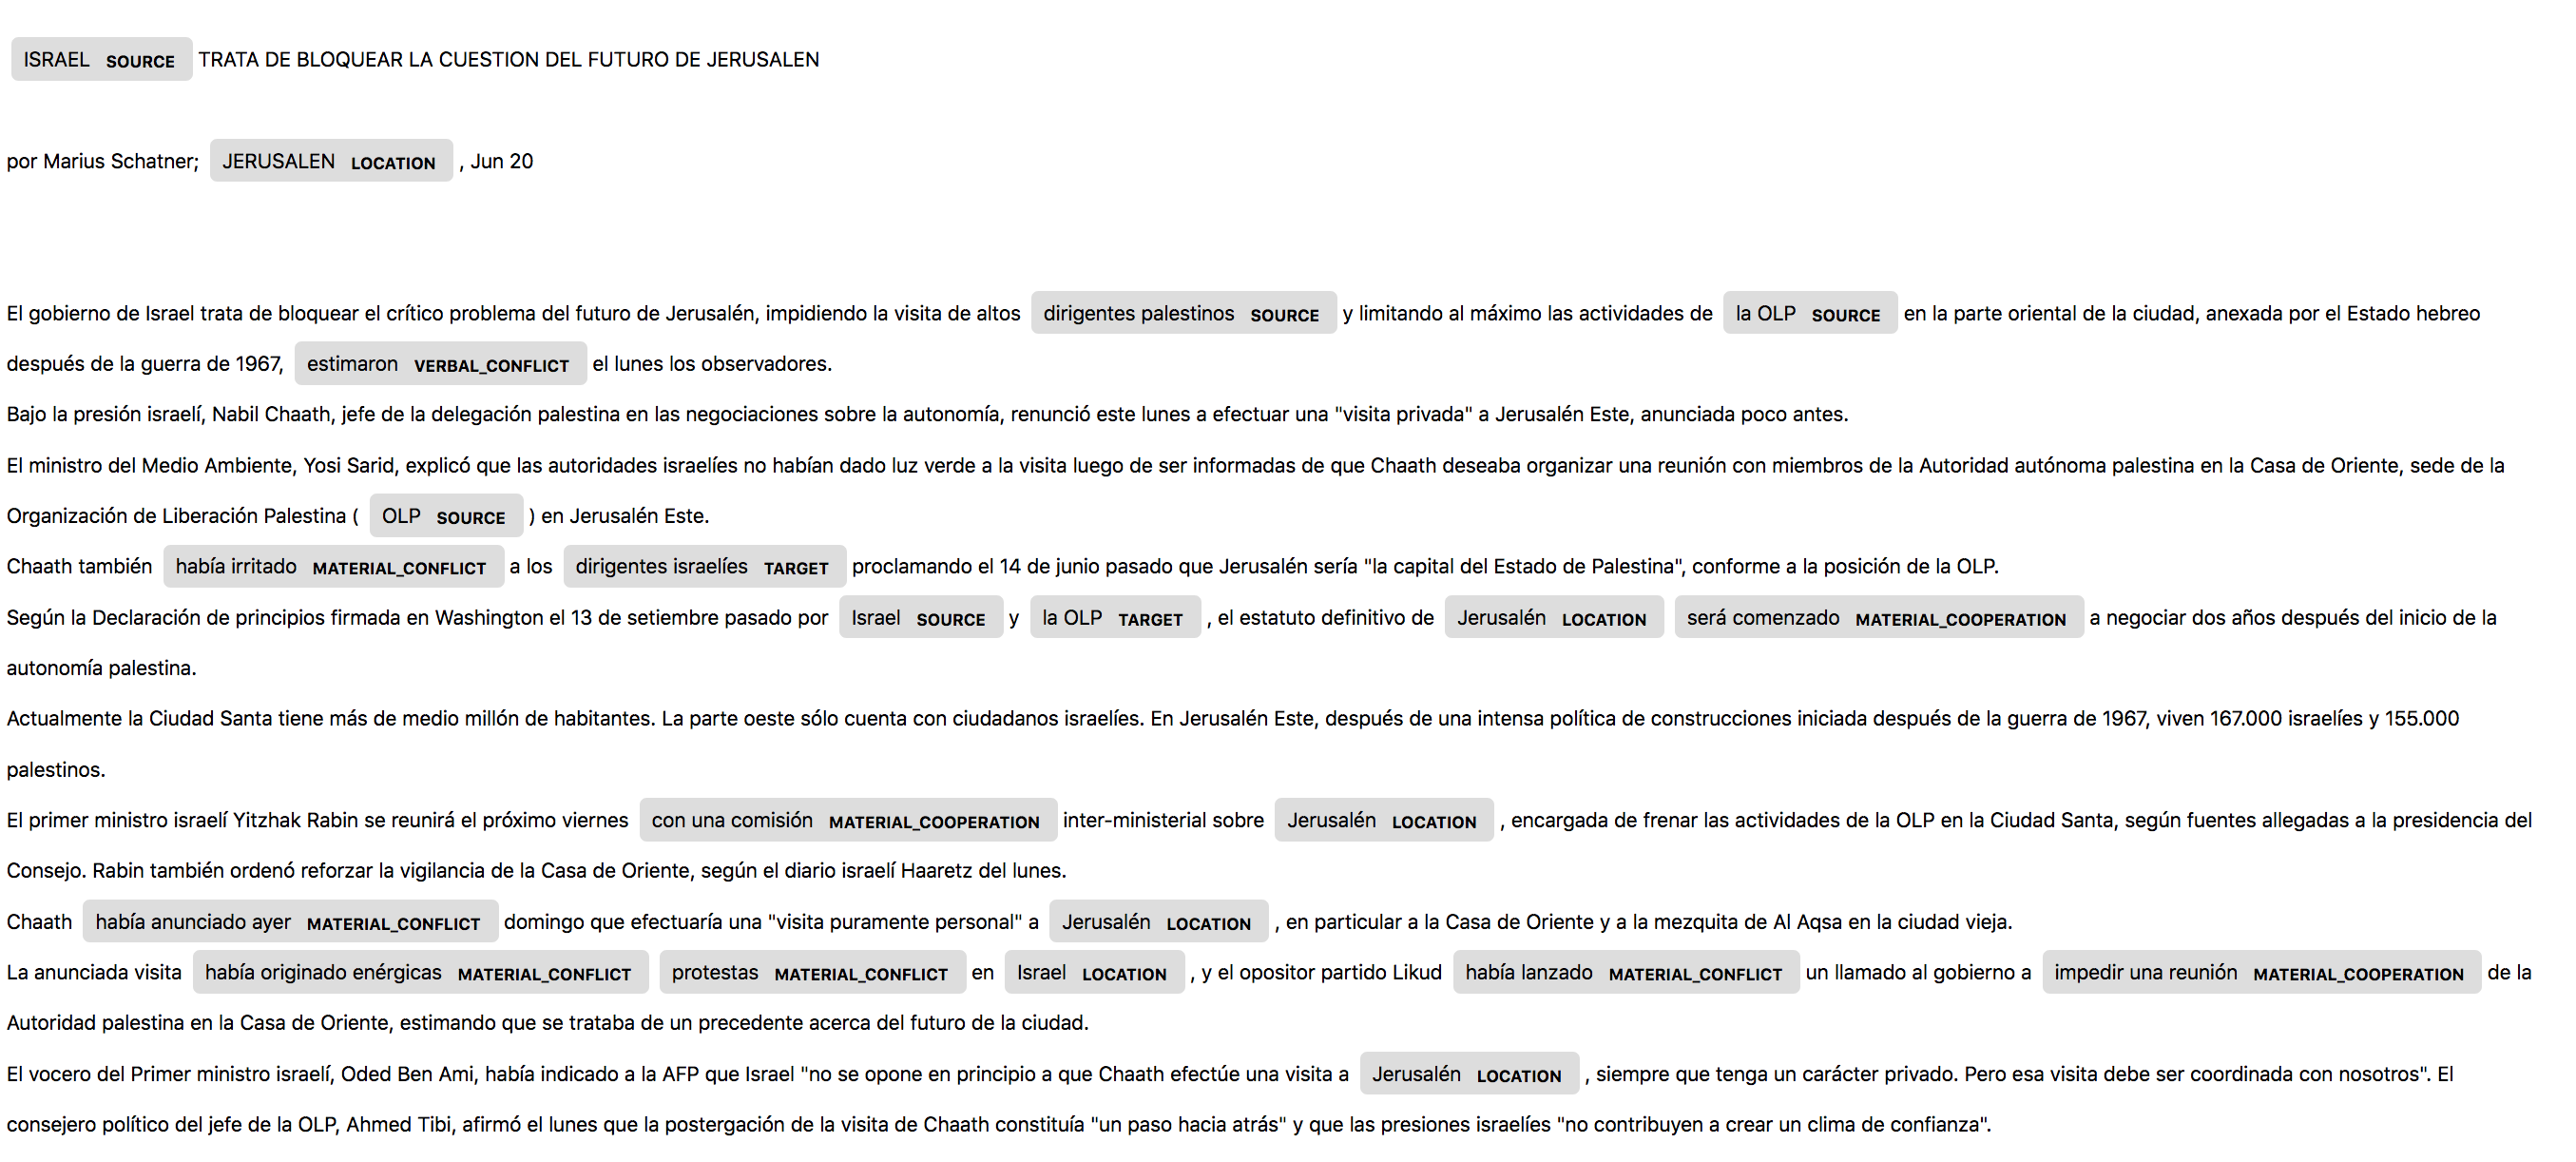 ISRAEL SOURCE TRATA DE BLOQUEAR LA CUESTION DEL FUTURO DE JERUSALEN
por Marius Schatner; JERUSALEN LOCATION , Jun 20
El gobierno de Israel trata de bloquear el crítico problema del futuro de Jerusalén, impidiendo la visita de altos dirigentes palestinos SOURCE y limitando al máximo las actividades de la OLP SOURCE en la parte oriental de la ciudad, anexada por el Estado hebreo
después de la guerra de 1967, estimaron VERBAL_CONFLICT el lunes los observadores.
Bajo la presión israelí, Nabil Chaath, jefe de la delegación palestina en las negociaciones sobre la autonomía, renunció este lunes a efectuar una "visita privada" a Jerusalén Este, anunciada poco antes.
El ministro del Medio Ambiente, Yosi Sarid, explicó que las autoridades israelíes no habían dado luz verde a la visita luego de ser informadas de que Chaath deseaba organizar una reunión con miembros de la Autoridad autónoma palestina en la Casa de Oriente, sede de la
Organización de Liberación Palestina ( OLP SOURCE ) en Jerusalén Este.
Chaath también había irritado MATERIAL_CONFLICT a los dirigentes israelíes TARGET proclamando el 14 de junio pasado que Jerusalén sería "la capital del Estado de Palestina", conforme a la posición de la OLP.
Según la Declaración de principios firmada en Washington el 13 de setiembre pasado por Israel SOURCE y la OLP TARGET , el estatuto definitivo de Jerusalén LOCATION será comenzado MATERIAL_COOPERATION a negociar dos años después del inicio de la
autonomía palestina.
Actualmente la Ciudad Santa tiene más de medio millón de habitantes. La parte oeste sólo cuenta con ciudadanos israelíes. En Jerusalén Este, después de una intensa política de construcciones iniciada después de la guerra de 1967, viven 167.000 israelíes y 155.000
palestinos.
El primer ministro israelí Yitzhak Rabin se reunirá el próximo viernes con una comisión MATERIAL_COOPERATION inter-ministerial sobre Jerusalén LOCATION , encargada de frenar las actividades de la OLP en la Ciudad Santa, según fuentes allegadas a la presidencia del
Consejo. Rabin también ordenó reforzar la vigilancia de la Casa de Oriente, según el diario israelí Haaretz del lunes.
Chaath había anunciado ayer MATERIAL_CONFLICT domingo que efectuaría una "visita puramente personal" a Jerusalén LOCATION , en particular a la Casa de Oriente y a la mezquita de Al Aqsa en la ciudad vieja.
La anunciada visita había originado enérgicas MATERIAL_CONFLICT protestas MATERIAL_CONFLICT en Israel LOCATION , y el opositor partido Likud había lanzado MATERIAL_CONFLICT un llamado al gobierno a impedir una reunión MATERIAL_COOPERATION de la
Autoridad palestina en la Casa de Oriente, estimando que se trataba de un precedente acerca del futuro de la ciudad.
El vocero del Primer ministro israelí, Oded Ben Ami, había indicado a la AFP que Israel "no se opone en principio a que Chaath efectúe una visita a Jerusalén LOCATION , siempre que tenga un carácter privado. Pero esa visita debe ser coordinada con nosotros". El
consejero político del jefe de la OLP, Ahmed Tibi, afirmó el lunes que la postergación de la visita de Chaath constituía "un paso hacia atrás" y que las presiones israelíes "no contribuyen a crear un clima de confianza".